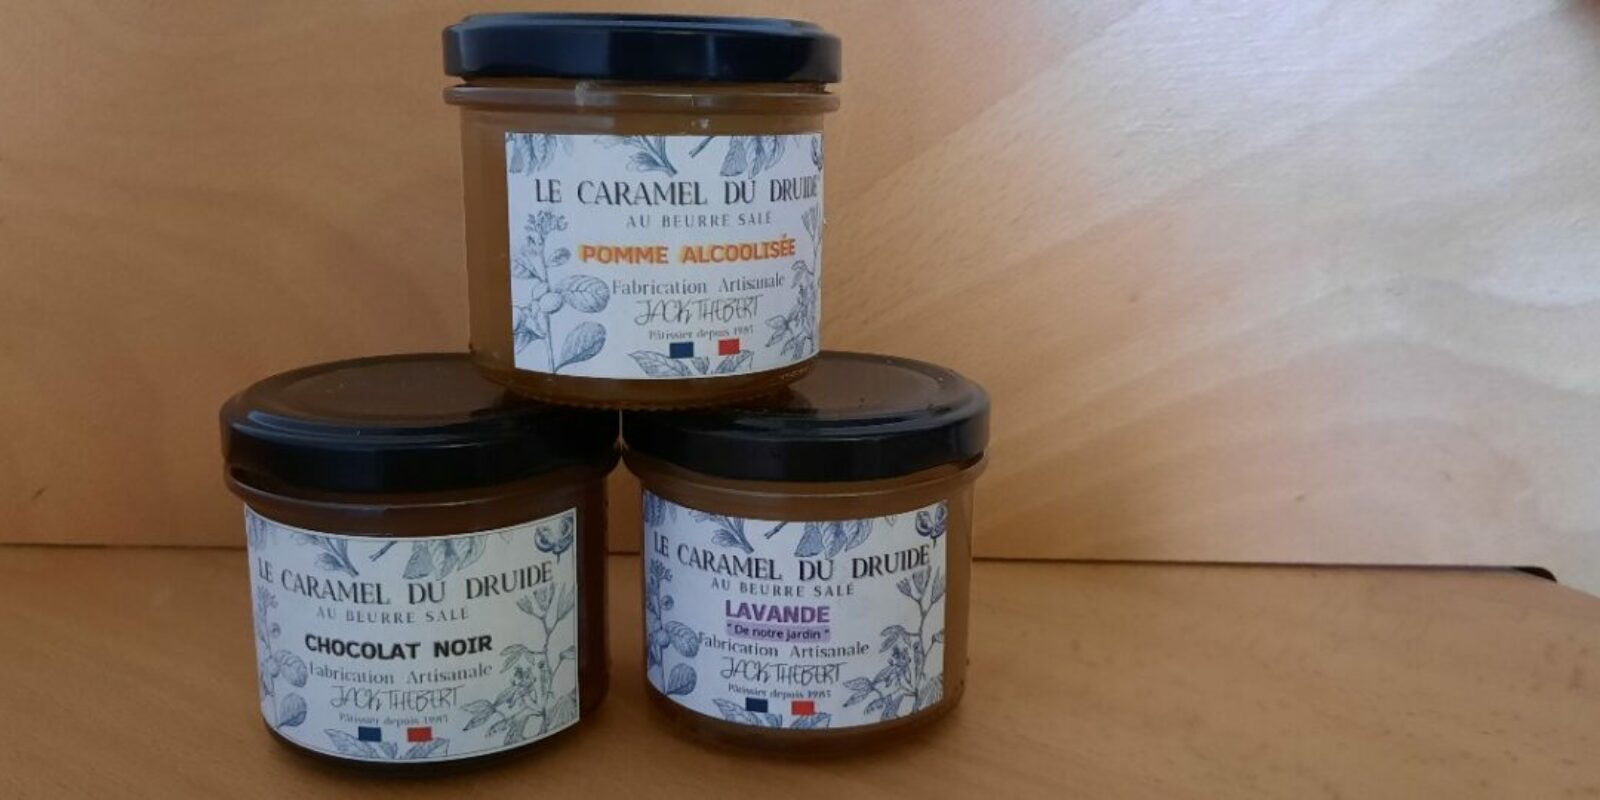 LE CARAMEL DU DRUIDE
AU BEURRE SALÉ
POMME ALCOOLISÉE
Fabrication Artisanale
JACK THEBERT
Pâtissier depuis 1985
LE CARAMEL DU DRUIDE
AU BEURRE SALÉ
CHOCOLAT NOIR
Fabrication Artisanale
JACK THEBERT
Pâtissier depuis 1985
LE CARAMEL DU DRUIDE
AU BEURRE SALÉ
LAVANDE
" De notre jardin "
Fabrication Artisanale
JACK THEBERT
Pâtissier depuis 1985